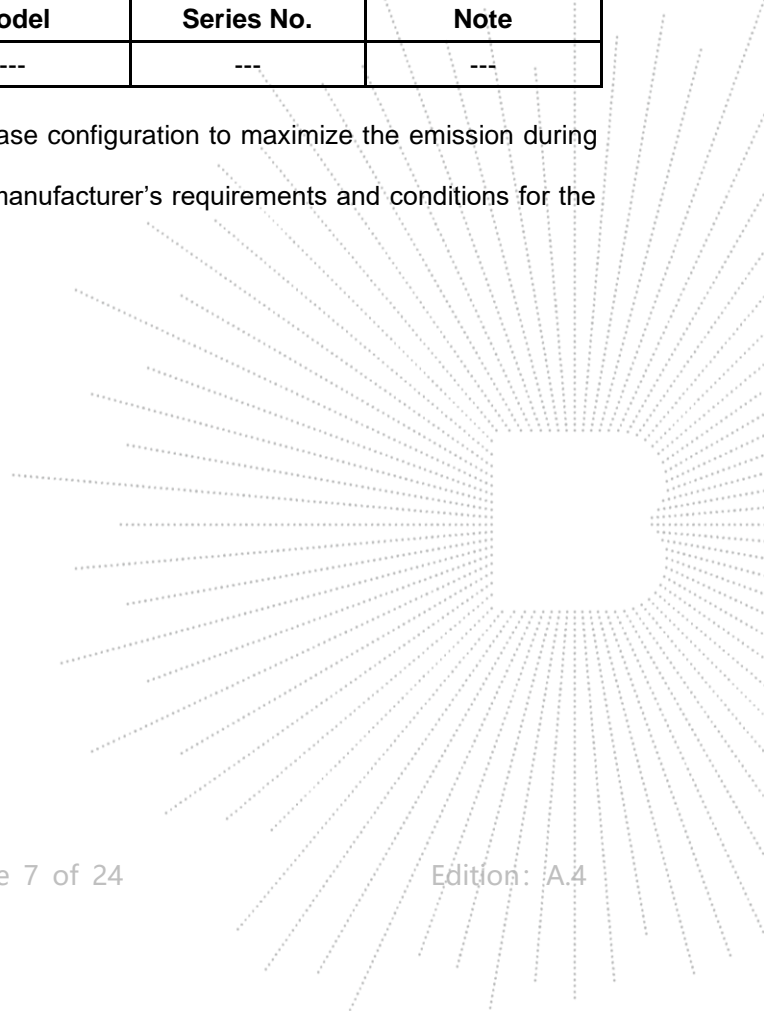 odel Series No. Note
--- --- ---
ase configuration to maximize the emission during
manufacturer's requirements and conditions for the
e 7 of 24 Edition: A.4